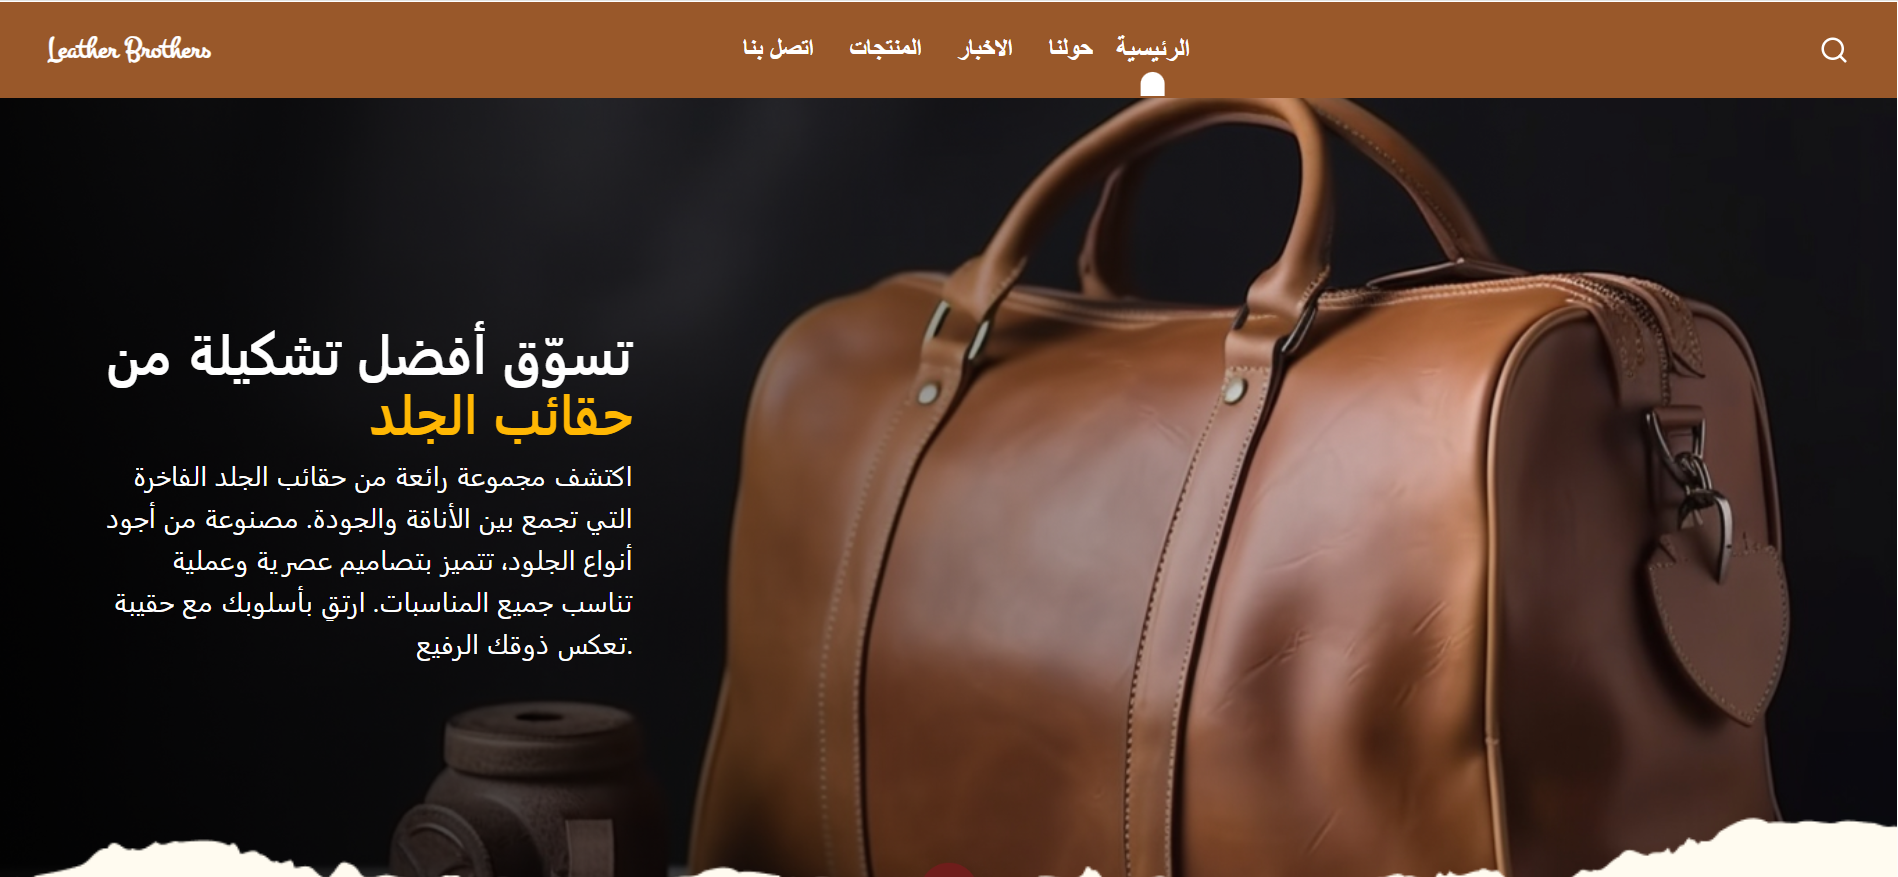 Leather Brothers
الرئيسية
حولنا
الاخبار
المنتجات
اتصل بنا
تسوّق أفضل تشكيلة من
حقائب الجلد
اكتشف مجموعة رائعة من حقائب الجلد الفاخرة
التي تجمع بين الأناقة والجودة. مصنوعة من أجود
أنواع الجلود، تتميز بتصاميم عصرية وعملية
تناسب جميع المناسبات. ارتقِ بأسلوبك مع حقيبة
.تعكس ذوقك الرفيع